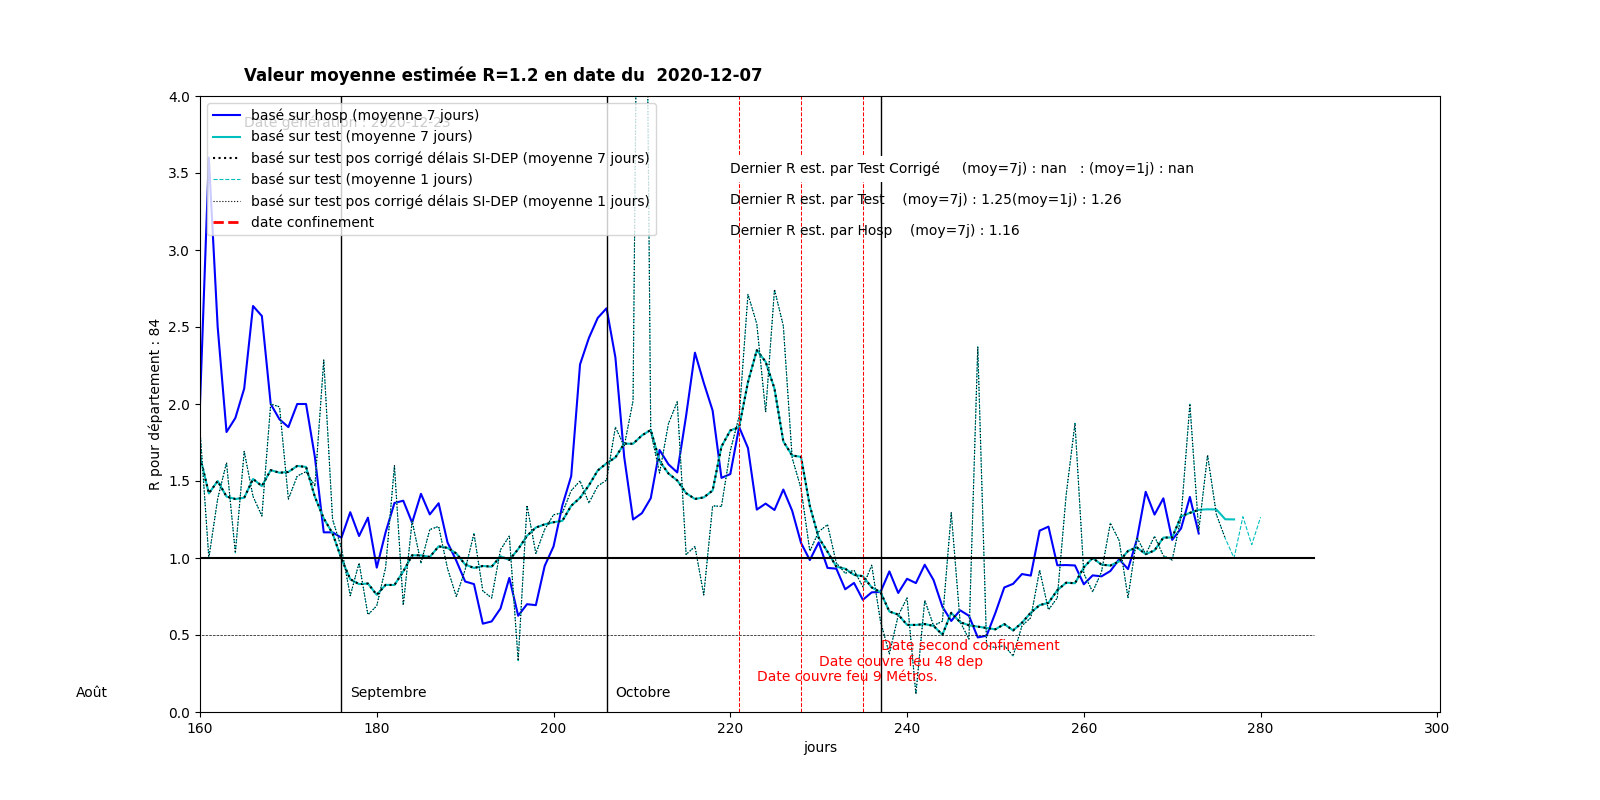 Valeur moyenne estimée R=1.2 en date du  2020-12-07
Date génération : 2020-12-23
basé sur hosp (moyenne 7 jours)
basé sur test (moyenne 7 jours)
basé sur test pos corrigé délais SI-DEP (moyenne 7 jours)
basé sur test (moyenne 1 jours)
basé sur test pos corrigé délais SI-DEP (moyenne 1 jours)
date confinement
Dernier R est. par Test Corrigé     (moy=7j) : nan   : (moy=1j) : nan
Dernier R est. par Test    (moy=7j) : 1.25(moy=1j) : 1.26
Dernier R est. par Hosp    (moy=7j) : 1.16
4.0
3.5
3.0
2.5
2.0
1.5
1.0
0.5
0.0
R pour département : 84
Date second confinement
Date couvre feu 48 dep
Date couvre feu 9 Métros.
Août
Septembre
Octobre
160 180 200 220 240 260 280 300
jours